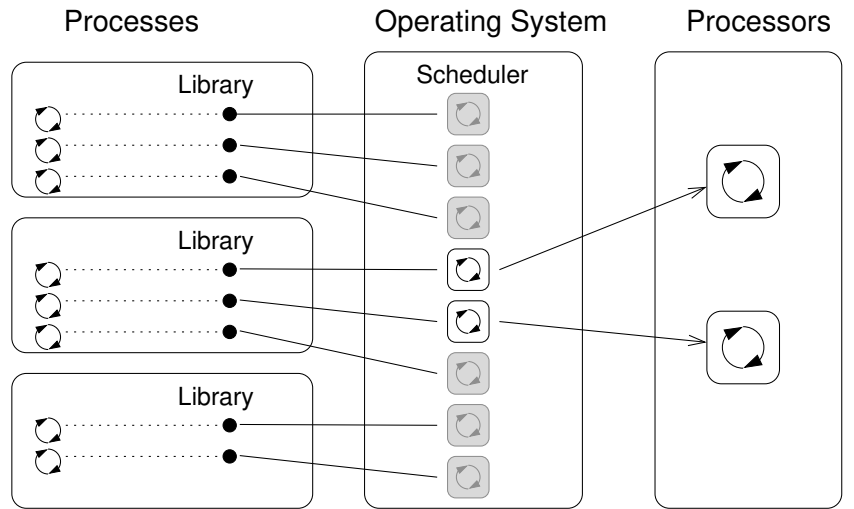 Processes
Operating System
Processors
Library
Scheduler
Library
Library